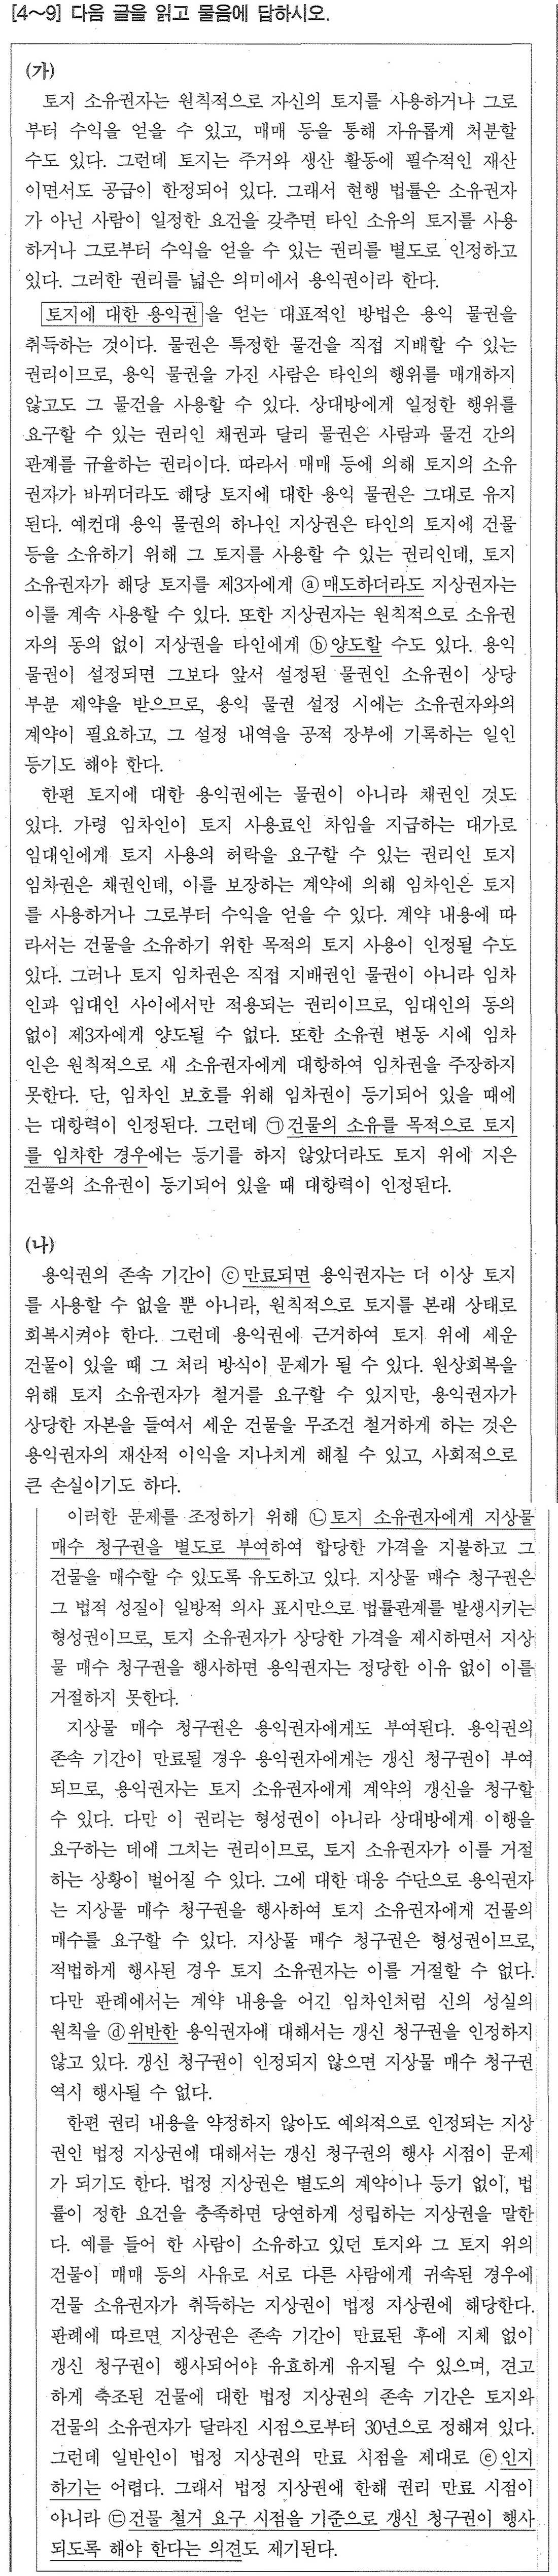 [4~9] 다음 글을 읽고 물음에 답하시오.
(가)
토지 소유권자는 원칙적으로 자신의 토지를 사용하거나 그로
부터 수익을 얻을 수 있고, 매매 등을 통해 자유롭게 처분할
수도 있다. 그런데 토지는 주거와 생산 활동에 필수적인 재산
이면서도 공급이 한정되어 있다. 그래서 현행 법률은 소유권자
가 아닌 사람이 일정한 요건을 갖추면 타인 소유의 토지를 사용
하거나 그로부터 수익을 얻을 수 있는 권리를 별도로 인정하고
있다. 그러한 권리를 넓은 의미에서 용익권이라 한다.
토지에 대한 용익권을 얻는 대표적인 방법은 용익 물권을
취득하는 것이다. 물권은 특정한 물건을 직접 지배할 수 있는
권리이므로, 용익 물권을 가진 사람은 타인의 행위를 매개하지
않고도 그 물건을 사용할 수 있다. 상대방에게 일정한 행위를
요구할 수 있는 권리인 채권과 달리 물권은 사람과 물건 간의
관계를 규율하는 권리이다. 따라서 매매 등에 의해 토지의 소유
권자가 바뀌더라도 해당 토지에 대한 용익 물권은 그대로 유지
된다. 예컨대 용익 물권의 하나인 지상권은 타인의 토지에 건물
등을 소유하기 위해 그 토지를 사용할 수 있는 권리인데, 토지
소유권자가 해당 토지를 제3자에게 ⓐ매도하더라도 지상권자는
이를 계속 사용할 수 있다. 또한 지상권자는 원칙적으로 소유권
자의 동의 없이 지상권을 타인에게 ⓑ양도할 수도 있다. 용익
물권이 설정되면 그보다 앞서 설정된 물권인 소유권이 상당
부분 제약을 받으므로, 용익 물권 설정 시에는 소유권자와의
계약이 필요하고, 그 설정 내역을 공적 장부에 기록하는 일인
등기도 해야 한다.
한편 토지에 대한 용익권에는 물권이 아니라 채권인 것도
있다. 가령 임차인이 토지 사용료인 차임을 지급하는 대가로
임대인에게 토지 사용의 허락을 요구할 수 있는 권리인 토지
임차권은 채권인데, 이를 보장하는 계약에 의해 임차인은 토지
를 사용하거나 그로부터 수익을 얻을 수 있다. 계약 내용에 따
라서는 건물을 소유하기 위한 목적의 토지 사용이 인정될 수도
있다. 그러나 토지 임차권은 직접 지배권인 물권이 아니라 임차
인과 임대인 사이에서만 적용되는 권리이므로, 임대인의 동의
없이 제3자에게 양도될 수 없다. 또한 소유권 변동 시에 임차
인은 원칙적으로 새 소유권자에게 대항하여 임차권을 주장하지
못한다. 단, 임차인 보호를 위해 임차권이 등기되어 있을 때에
는 대항력이 인정된다. 그런데 ㉠건물의 소유를 목적으로 토지
를 임차한 경우에는 등기를 하지 않았더라도 토지 위에 지은
건물의 소유권이 등기되어 있을 때 대항력이 인정된다.
(나)
용익권의 존속 기간이 ⓒ만료되면 용익권자는 더 이상 토지
를 사용할 수 없을 뿐 아니라, 원칙적으로 토지를 본래 상태로
회복시켜야 한다. 그런데 용익권에 근거하여 토지 위에 세운
건물이 있을 때 그 처리 방식이 문제가 될 수 있다. 원상회복을
위해 토지 소유권자가 철거를 요구할 수 있지만, 용익권자가
상당한 자본을 들여서 세운 건물을 무조건 철거하게 하는 것은
용익권자의 재산적 이익을 지나치게 해칠 수 있고, 사회적으로
큰 손실이기도 하다.
이러한 문제를 조정하기 위해 ㉡토지 소유권자에게 지상물
매수 청구권을 별도로 부여하여 합당한 가격을 지불하고 그
건물을 매수할 수 있도록 유도하고 있다. 지상물 매수 청구권은
그 법적 성질이 일방적 의사 표시만으로 법률관계를 발생시키는
형성권이므로, 토지 소유권자가 상당한 가격을 제시하면서 지상
물 매수 청구권을 행사하면 용익권자는 정당한 이유 없이 이를
거절하지 못한다.
지상물 매수 청구권은 용익권자에게도 부여된다. 용익권의
존속 기간이 만료될 경우 용익권자에게는 갱신 청구권이 부여
되므로, 용익권자는 토지 소유권자에게 계약의 갱신을 청구할
수 있다. 다만 이 권리는 형성권이 아니라 상대방에게 이행을
요구하는 데에 그치는 권리이므로, 토지 소유권자가 이를 거절
하는 상황이 벌어질 수 있다. 그에 대한 대응 수단으로 용익권자
는 지상물 매수 청구권을 행사하여 토지 소유권자에게 건물의
매수를 요구할 수 있다. 지상물 매수 청구권은 형성권이므로,
적법하게 행사된 경우 토지 소유권자는 이를 거절할 수 없다.
다만 판례에서는 계약 내용을 어긴 임차인처럼 신의 성실의
원칙을 ⓓ위반한 용익권자에 대해서는 갱신 청구권을 인정하지
않고 있다. 갱신 청구권이 인정되지 않으면 지상물 매수 청구권
역시 행사될 수 없다.
한편 권리 내용을 약정하지 않아도 예외적으로 인정되는 지상
권인 법정 지상권에 대해서는 갱신 청구권의 행사 시점이 문제
가 되기도 한다. 법정 지상권은 별도의 계약이나 등기 없이, 법
률이 정한 요건을 충족하면 당연하게 성립하는 지상권을 말한
다. 예를 들어 한 사람이 소유하고 있던 토지와 그 토지 위의
건물이 매매 등의 사유로 서로 다른 사람에게 귀속된 경우에
건물 소유권자가 취득하는 지상권이 법정 지상권에 해당한다.
판례에 따르면 지상권은 존속 기간이 만료된 후에 지체 없이
갱신 청구권이 행사되어야 유효하게 유지될 수 있으며, 견고
하게 축조된 건물에 대한 법정 지상권의 존속 기간은 토지와
건물의 소유권자가 달라진 시점으로부터 30년으로 정해져 있다.
그런데 일반인이 법정 지상권의 만료 시점을 제대로 ⓔ인지
하기는 어렵다. 그래서 법정 지상권에 한해 권리 만료 시점이
아니라 ㉢건물 철거 요구 시점을 기준으로 갱신 청구권이 행사
되도록 해야 한다는 의견도 제기된다.